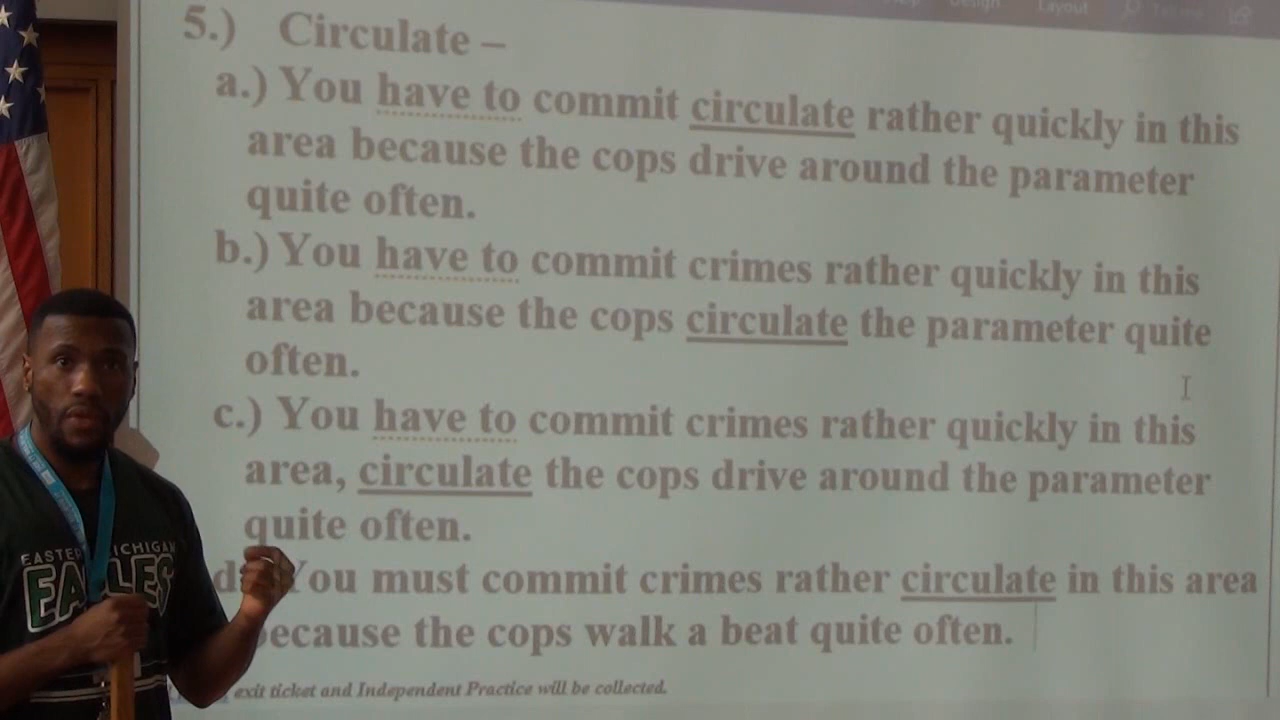 Design Layout
5.) Circulate –
a.) You have to commit circulate rather quickly in this
area because the cops drive around the parameter
quite often.
b.) You have to commit crimes rather quickly in this
area because the cops circulate the parameter quite
often.
c.) You have to commit crimes rather quickly in this
area, circulate the cops drive around the parameter
quite often.
d. You must commit crimes rather circulate in this area
because the cops walk a beat quite often.
exit ticket and Independent Practice will be collected.
EASTERN MICHIGAN
EAGLES